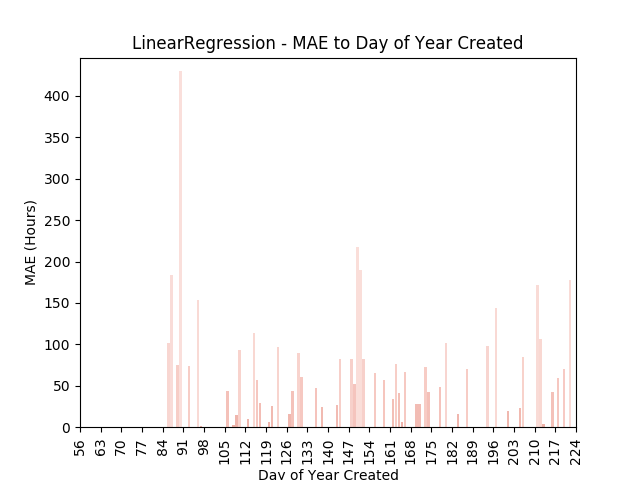 LinearRegression - MAE to Day of Year Created
MAE (Hours)
400
350
300
250
200
150
100
50
0
56 63 70 77 84 91 98 105 112 119 126 133 140 147 154 161 168 175 182 189 196 203 210 217 224
Day of Year Created